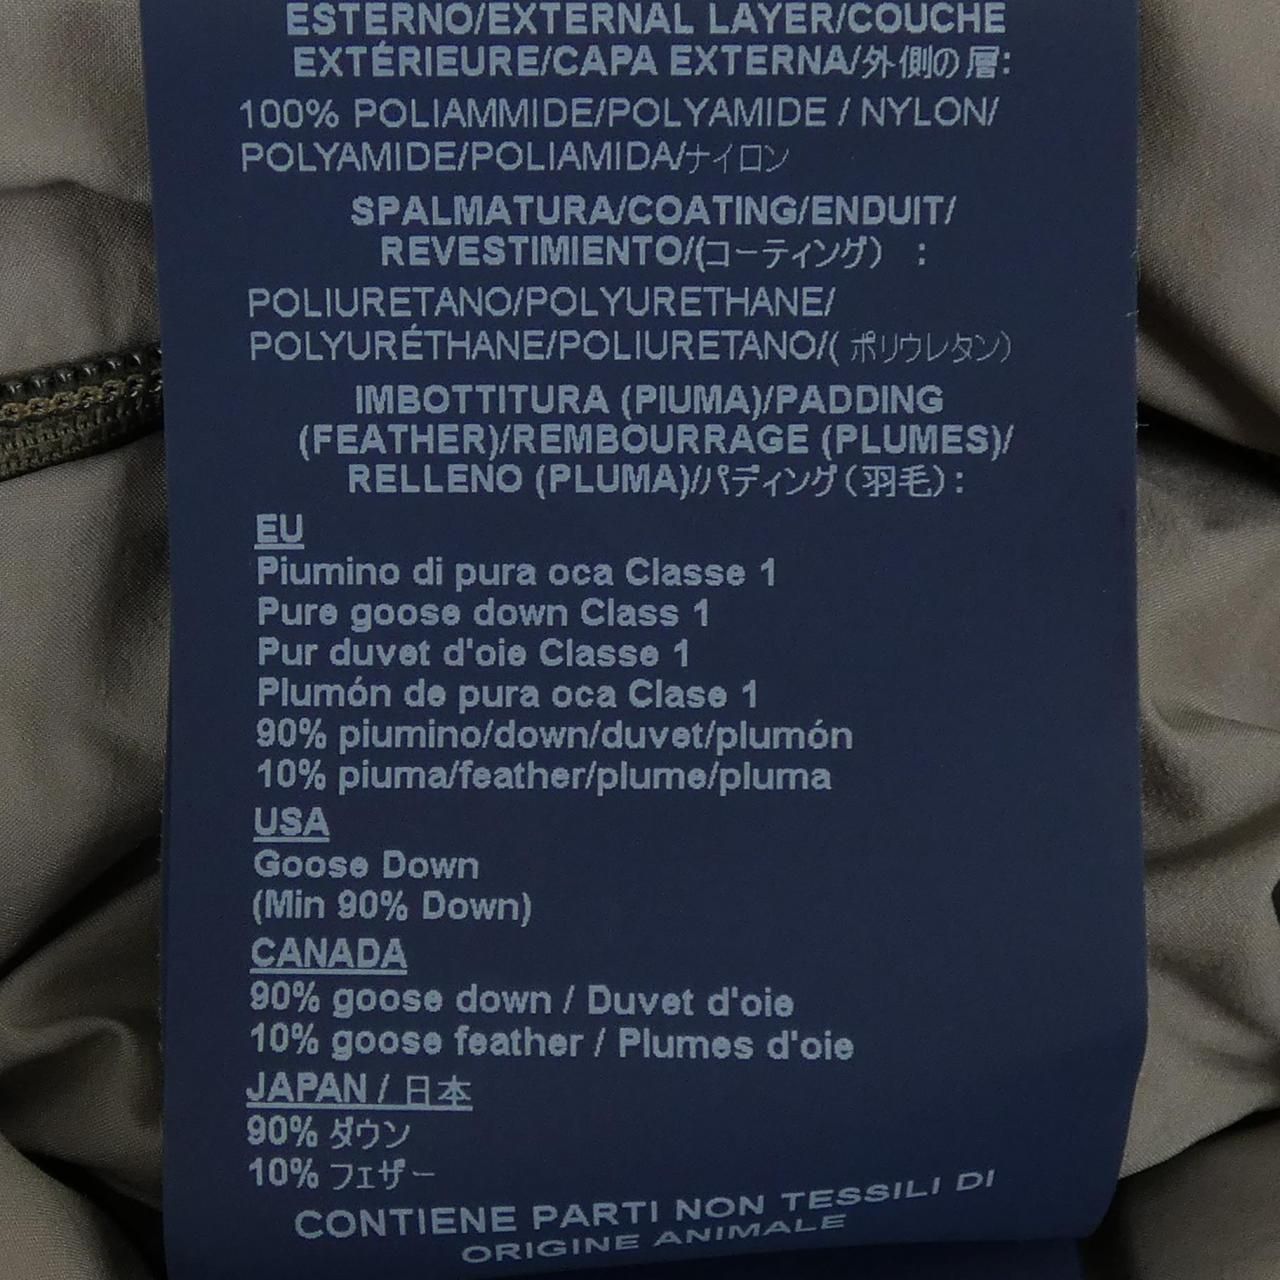 ESTERNO/EXTERNAL LAYER/COUCHE
EXTÉRIEURE/CAPA EXTERNA/外側の層:
100% POLIAMMIDE/POLYAMIDE / NYLON/
POLYAMIDE/POLIAMIDA/ナイロン
SPALMATURA/COATING/ENDUIT/
REVESTIMIENTO/(コーティング) :
POLIURETANO/POLYURETHANE/
POLYURÉTHANE/POLIURETANO/( ポリウレタン)
IMBOTTITURA (PIUMA)/PADDING
(FEATHER)/REMBOURRAGE (PLUMES)/
RELLENO (PLUMA)/パディング(羽毛):
EU
Piumino di pura oca Classe 1
Pure goose down Class 1
Pur duvet d'oie Classe 1
Plumón de pura oca Clase 1
90% piumino/down/duvet/plumón
10% piuma/feather/plume/pluma
USA
Goose Down
(Min 90% Down)
CANADA
90% goose down / Duvet d'oie
10% goose feather / Plumes d'oie
JAPAN / 日本
90% ダウン
10% フェザー
CONTIENE PARTI NON TESSILI DI
ORIGINE ANIMALE